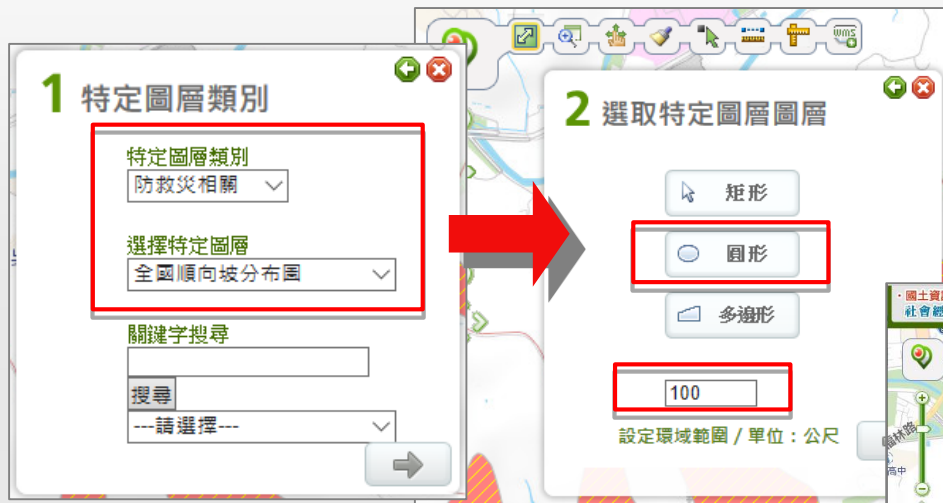 1 特定圖層類別
特定圖層類別
防救災相關
選擇特定圖層
全國順向坡分布圖
關鍵字搜尋
搜尋
---請選擇---
wms
2 選取特定圖層圖層
矩形
圓形
多邊形
100
設定環域範圍 / 單位：公尺
・國土資
社會經
福林路
高中